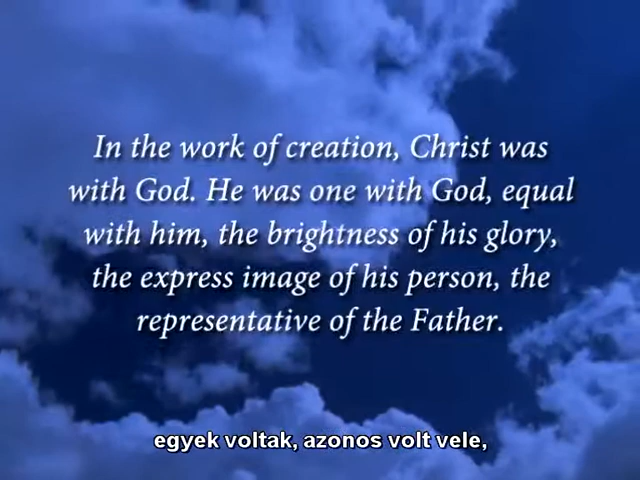 In the work of creation, Christ was
with God. He was one with God, equal
with him, the brightness of his glory,
the express image of his person, the
representative of the Father.
egyek voltak, azonos volt vele,